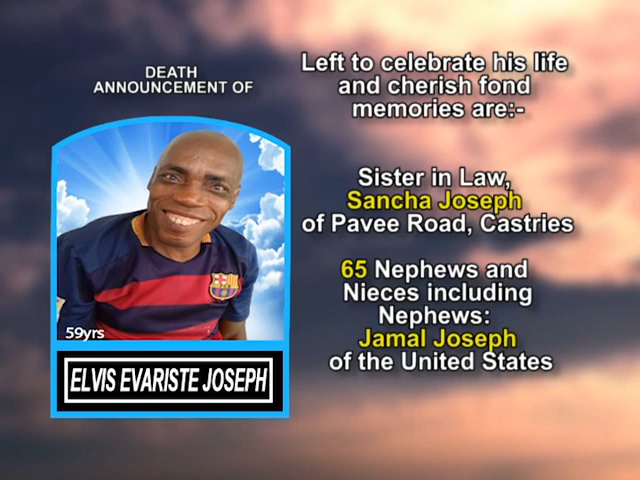 DEATH
ANNOUNCEMENT OF
59yrs
ELVIS EVARISTE JOSEPH
Left to celebrate his life
and cherish fond
memories are:-
Sister in Law,
Sancha Joseph
of Pavee Road, Castries
65 Nephews and
Nieces including
Nephews:
Jamal Joseph
of the United States